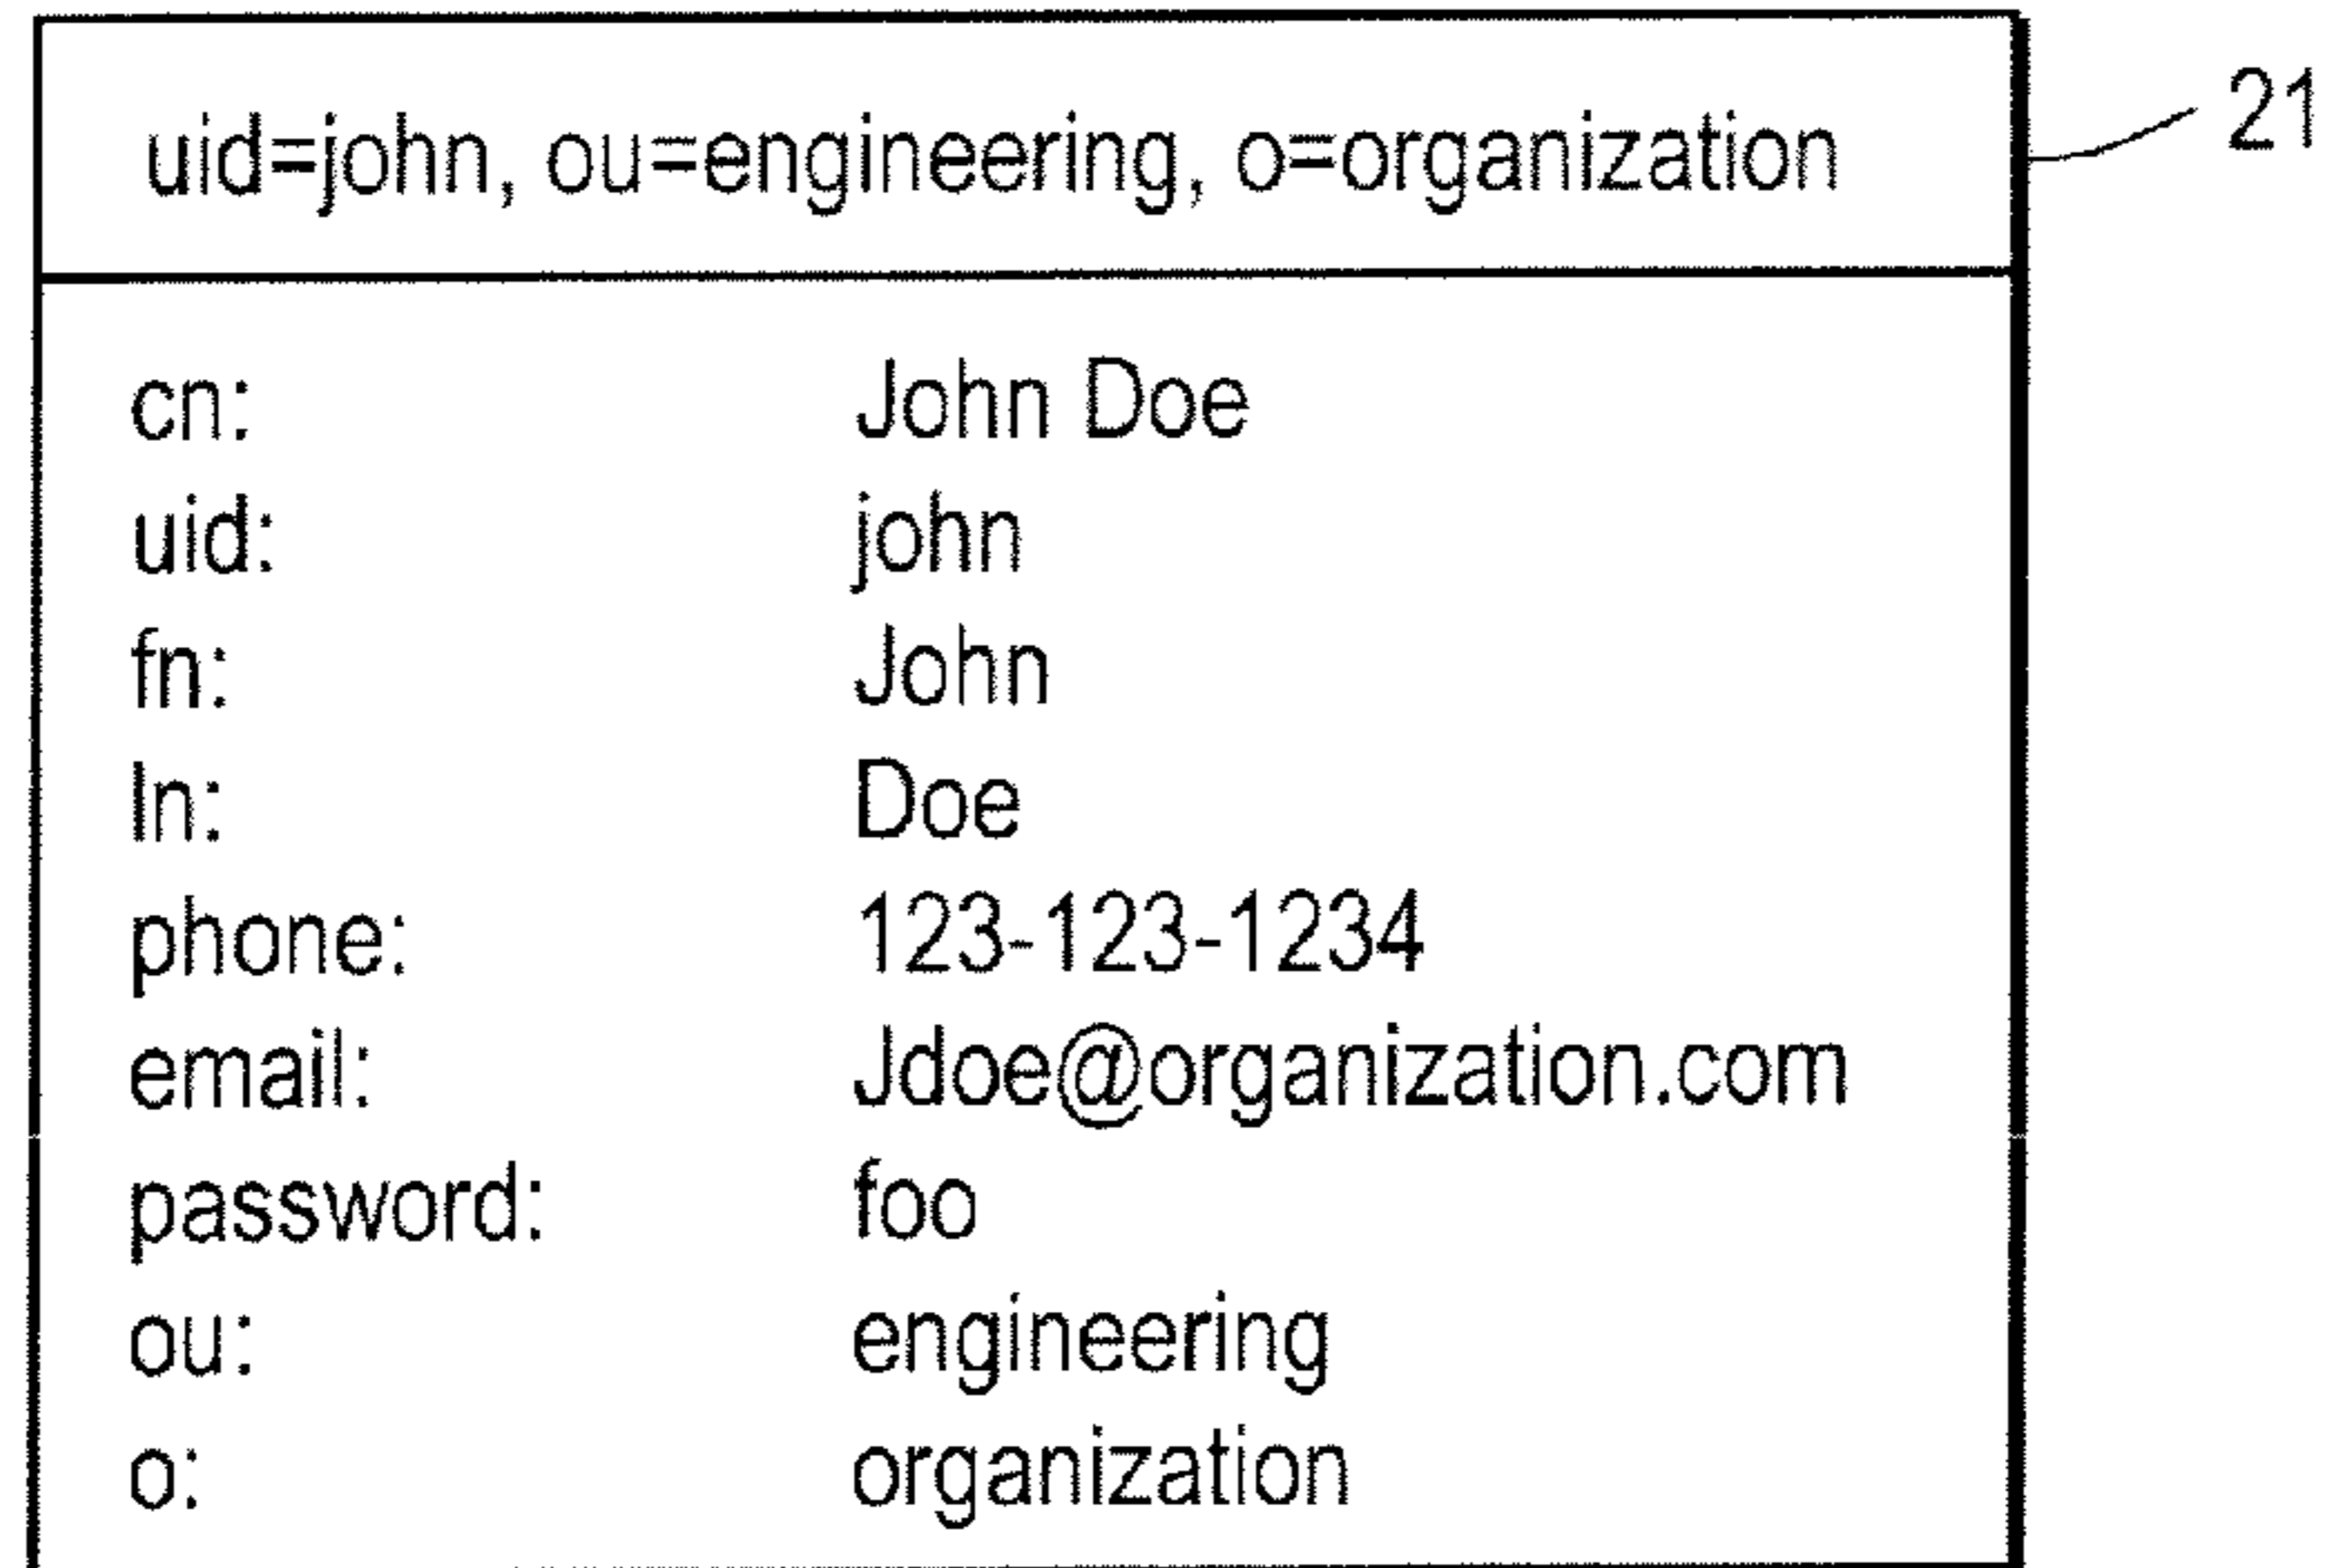 uid=john, ou=engineering, o=organization 21
cn: John Doe
uid: john
fn: John
ln: Doe
phone: 123-123-1234
email: Jdoe@organization.com
password: foo
ou: engineering
o: organization